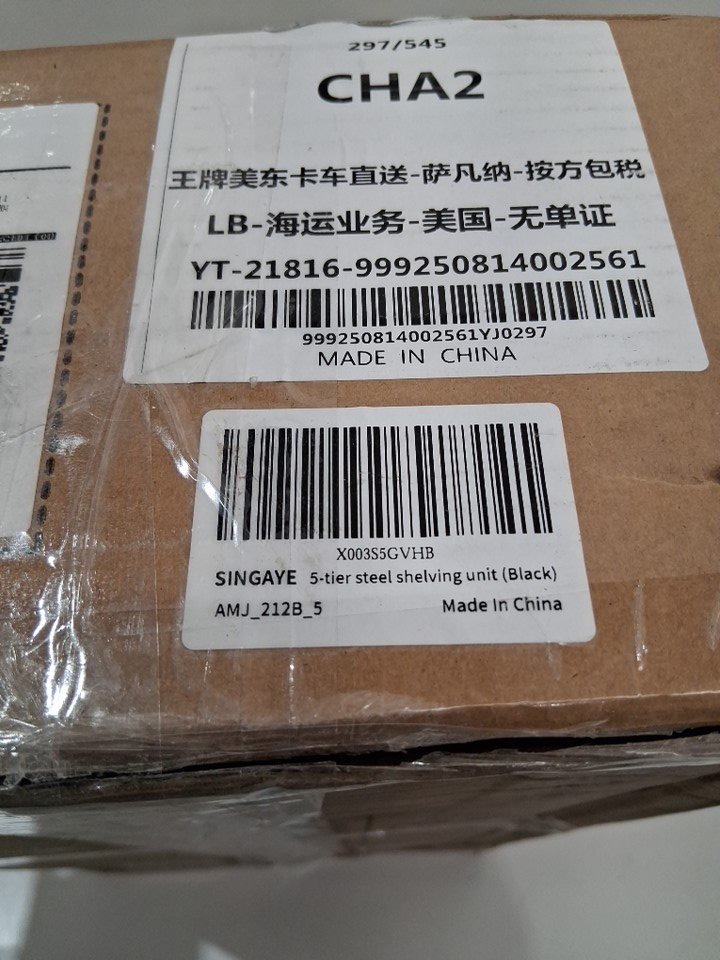 297/545
CHA2
王牌美东卡车直送-萨凡纳-按方包税
LB-海运业务-美国-无单证
YT-21816-999250814002561
999250814002561YJ0297
MADE IN CHINA
X003S5GVHB
SINGAYE 5-tier steel shelving unit (Black)
AMJ_212B_5 Made In China